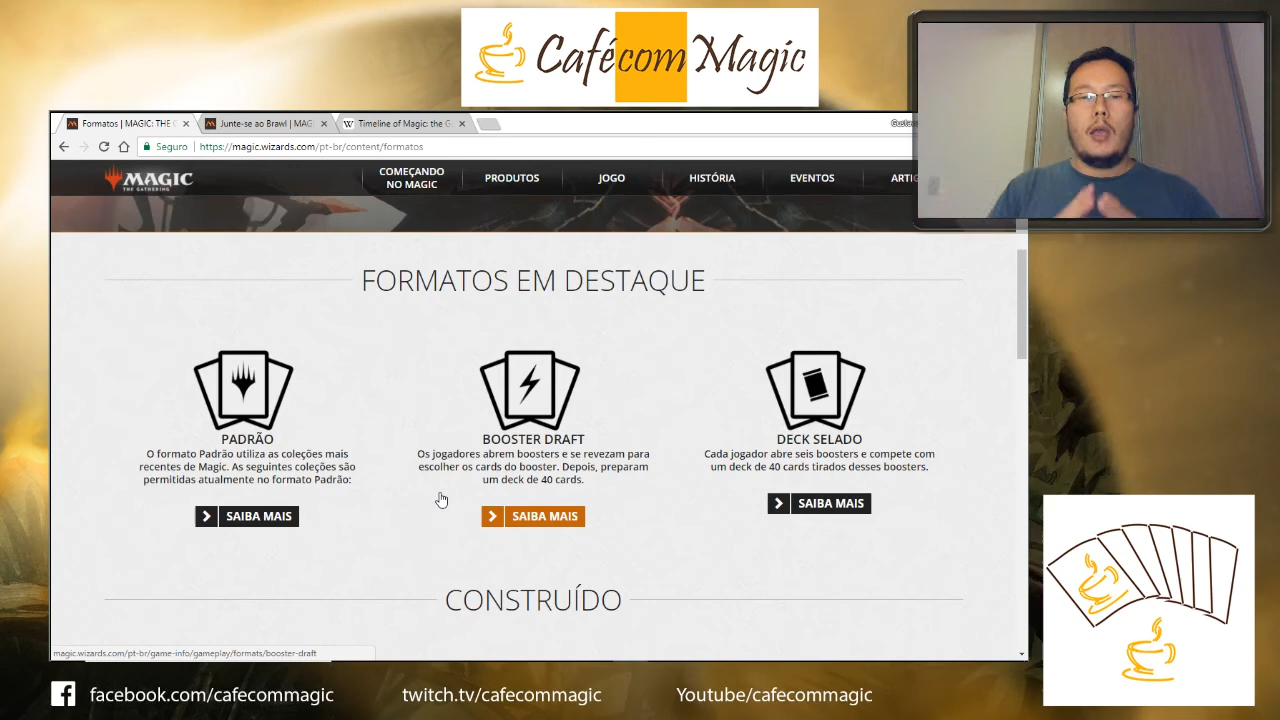 Café com Magic
Formatos | MAGIC: THE G
Junte-se ao Brawl | MAG
Timeline of Magic: the G
Seguro
https://magic.wizards.com/pt-br/content/formatos
MAGIC
THE GATHERING
COMEÇANDO
NO MAGIC
PRODUTOS
JOGO
HISTÓRIA
EVENTOS
ARTI
FORMATOS EM DESTAQUE
PADRÃO
O formato Padrão utiliza as coleções mais
recentes de Magic. As seguintes coleções são
permitidas atualmente no formato Padrão:
SAIBA MAIS
BOOSTER DRAFT
Os jogadores abrem boosters e se revezam para
escolher os cards do booster. Depois, preparam
um deck de 40 cards.
SAIBA MAIS
DECK SELADO
Cada jogador abre seis boosters e compete com
um deck de 40 cards tirados desses boosters.
SAIBA MAIS
CONSTRUÍDO
magic.wizards.com/pt-br/game-info/gameplay/formats/booster-draft
facebook.com/cafecommagic
twitch.tv/cafecommagic
Youtube/cafecommagic